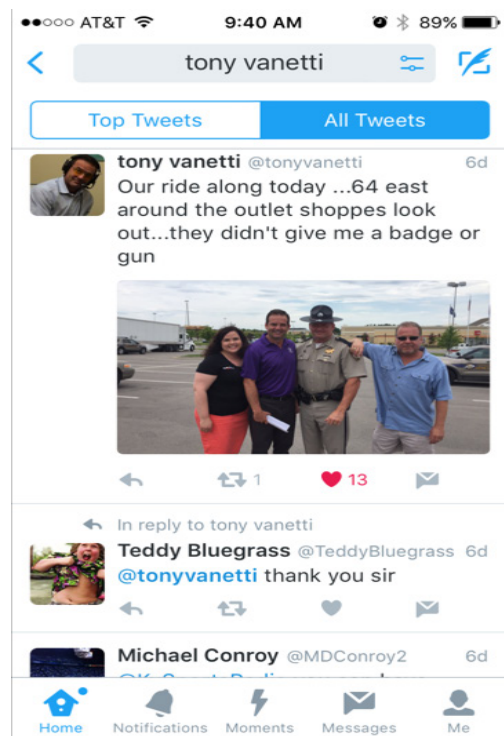 AT&T 9:40 AM 89%
tony vanetti
Top Tweets All Tweets
tony vanetti @tonyvanetti 6d
Our ride along today ...64 east
around the outlet shoppes look
out...they didn't give me a badge or
gun
1 13
In reply to tony vanetti
Teddy Bluegrass @TeddyBluegrass 6d
@tonyvanetti thank you sir
Michael Conroy @MDConroy2 6d
Home Notifications Moments Messages Me